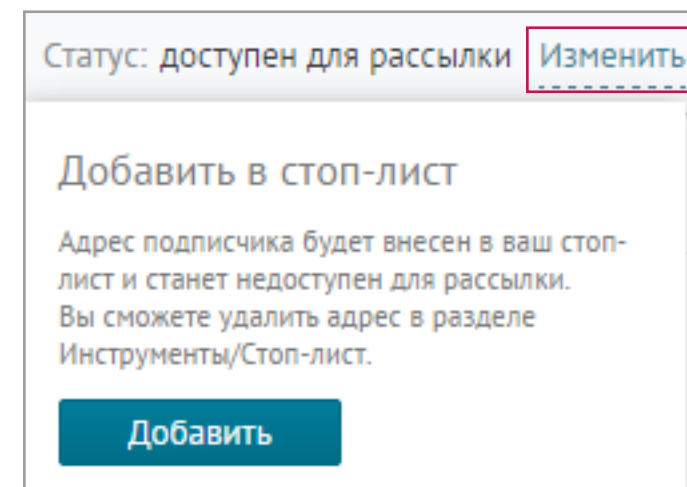 Статус: доступен для рассылки Изменить
Добавить в стоп-лист
Адрес подписчика будет внесен в ваш стоп-
лист и станет недоступен для рассылки.
Вы сможете удалить адрес в разделе
Инструменты/Стоп-лист.
Добавить